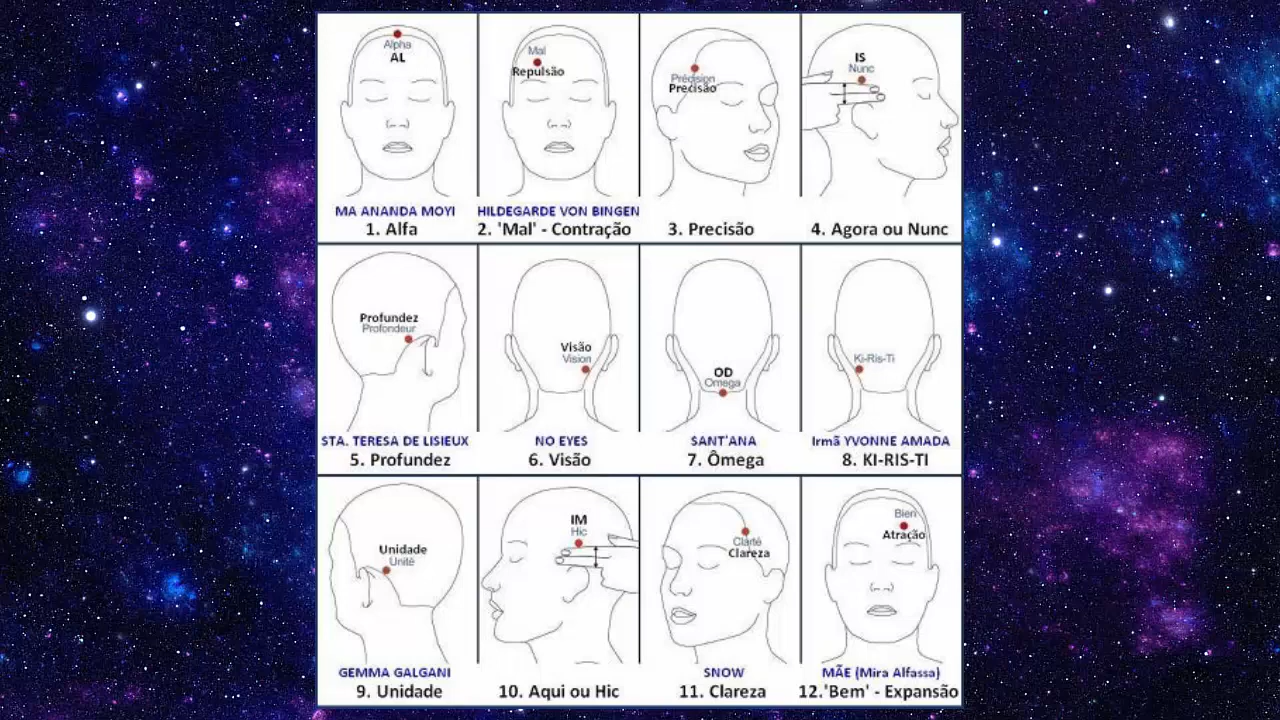 Alpha
AL
MA ANANDA MOYI
1. Alfa
Mal
Repulsão
HILDEGARDE VON BINGEN
2. 'Mal' - Contração
Précision
Precisão
3. Precisão
IS
Nunc
4. Agora ou Nunc
Profundez
Profondeur
STA. TERESA DE LISIEUX
5. Profundez
Visão
Vision
NO EYES
6. Visão
OD
Omega
SANT'ANA
7. Ômega
Ki-Ris-Ti
Irmã YVONNE AMADA
8. KI-RIS-TI
Unidade
Unité
GEMMA GALGANI
9. Unidade
IM
Hic
10. Aqui ou Hic
Clarté
Clareza
SNOW
11. Clareza
Bien
Atração
MÃE (Mira Alfassa)
12.'Bem' - Expansão